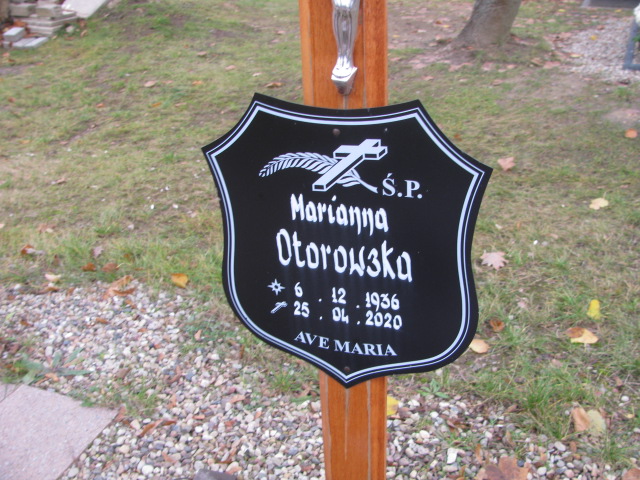 Ś.P.
Marianna
Otorowska
6 . 12 . 1936
25 . 04 . 2020
AVE MARIA